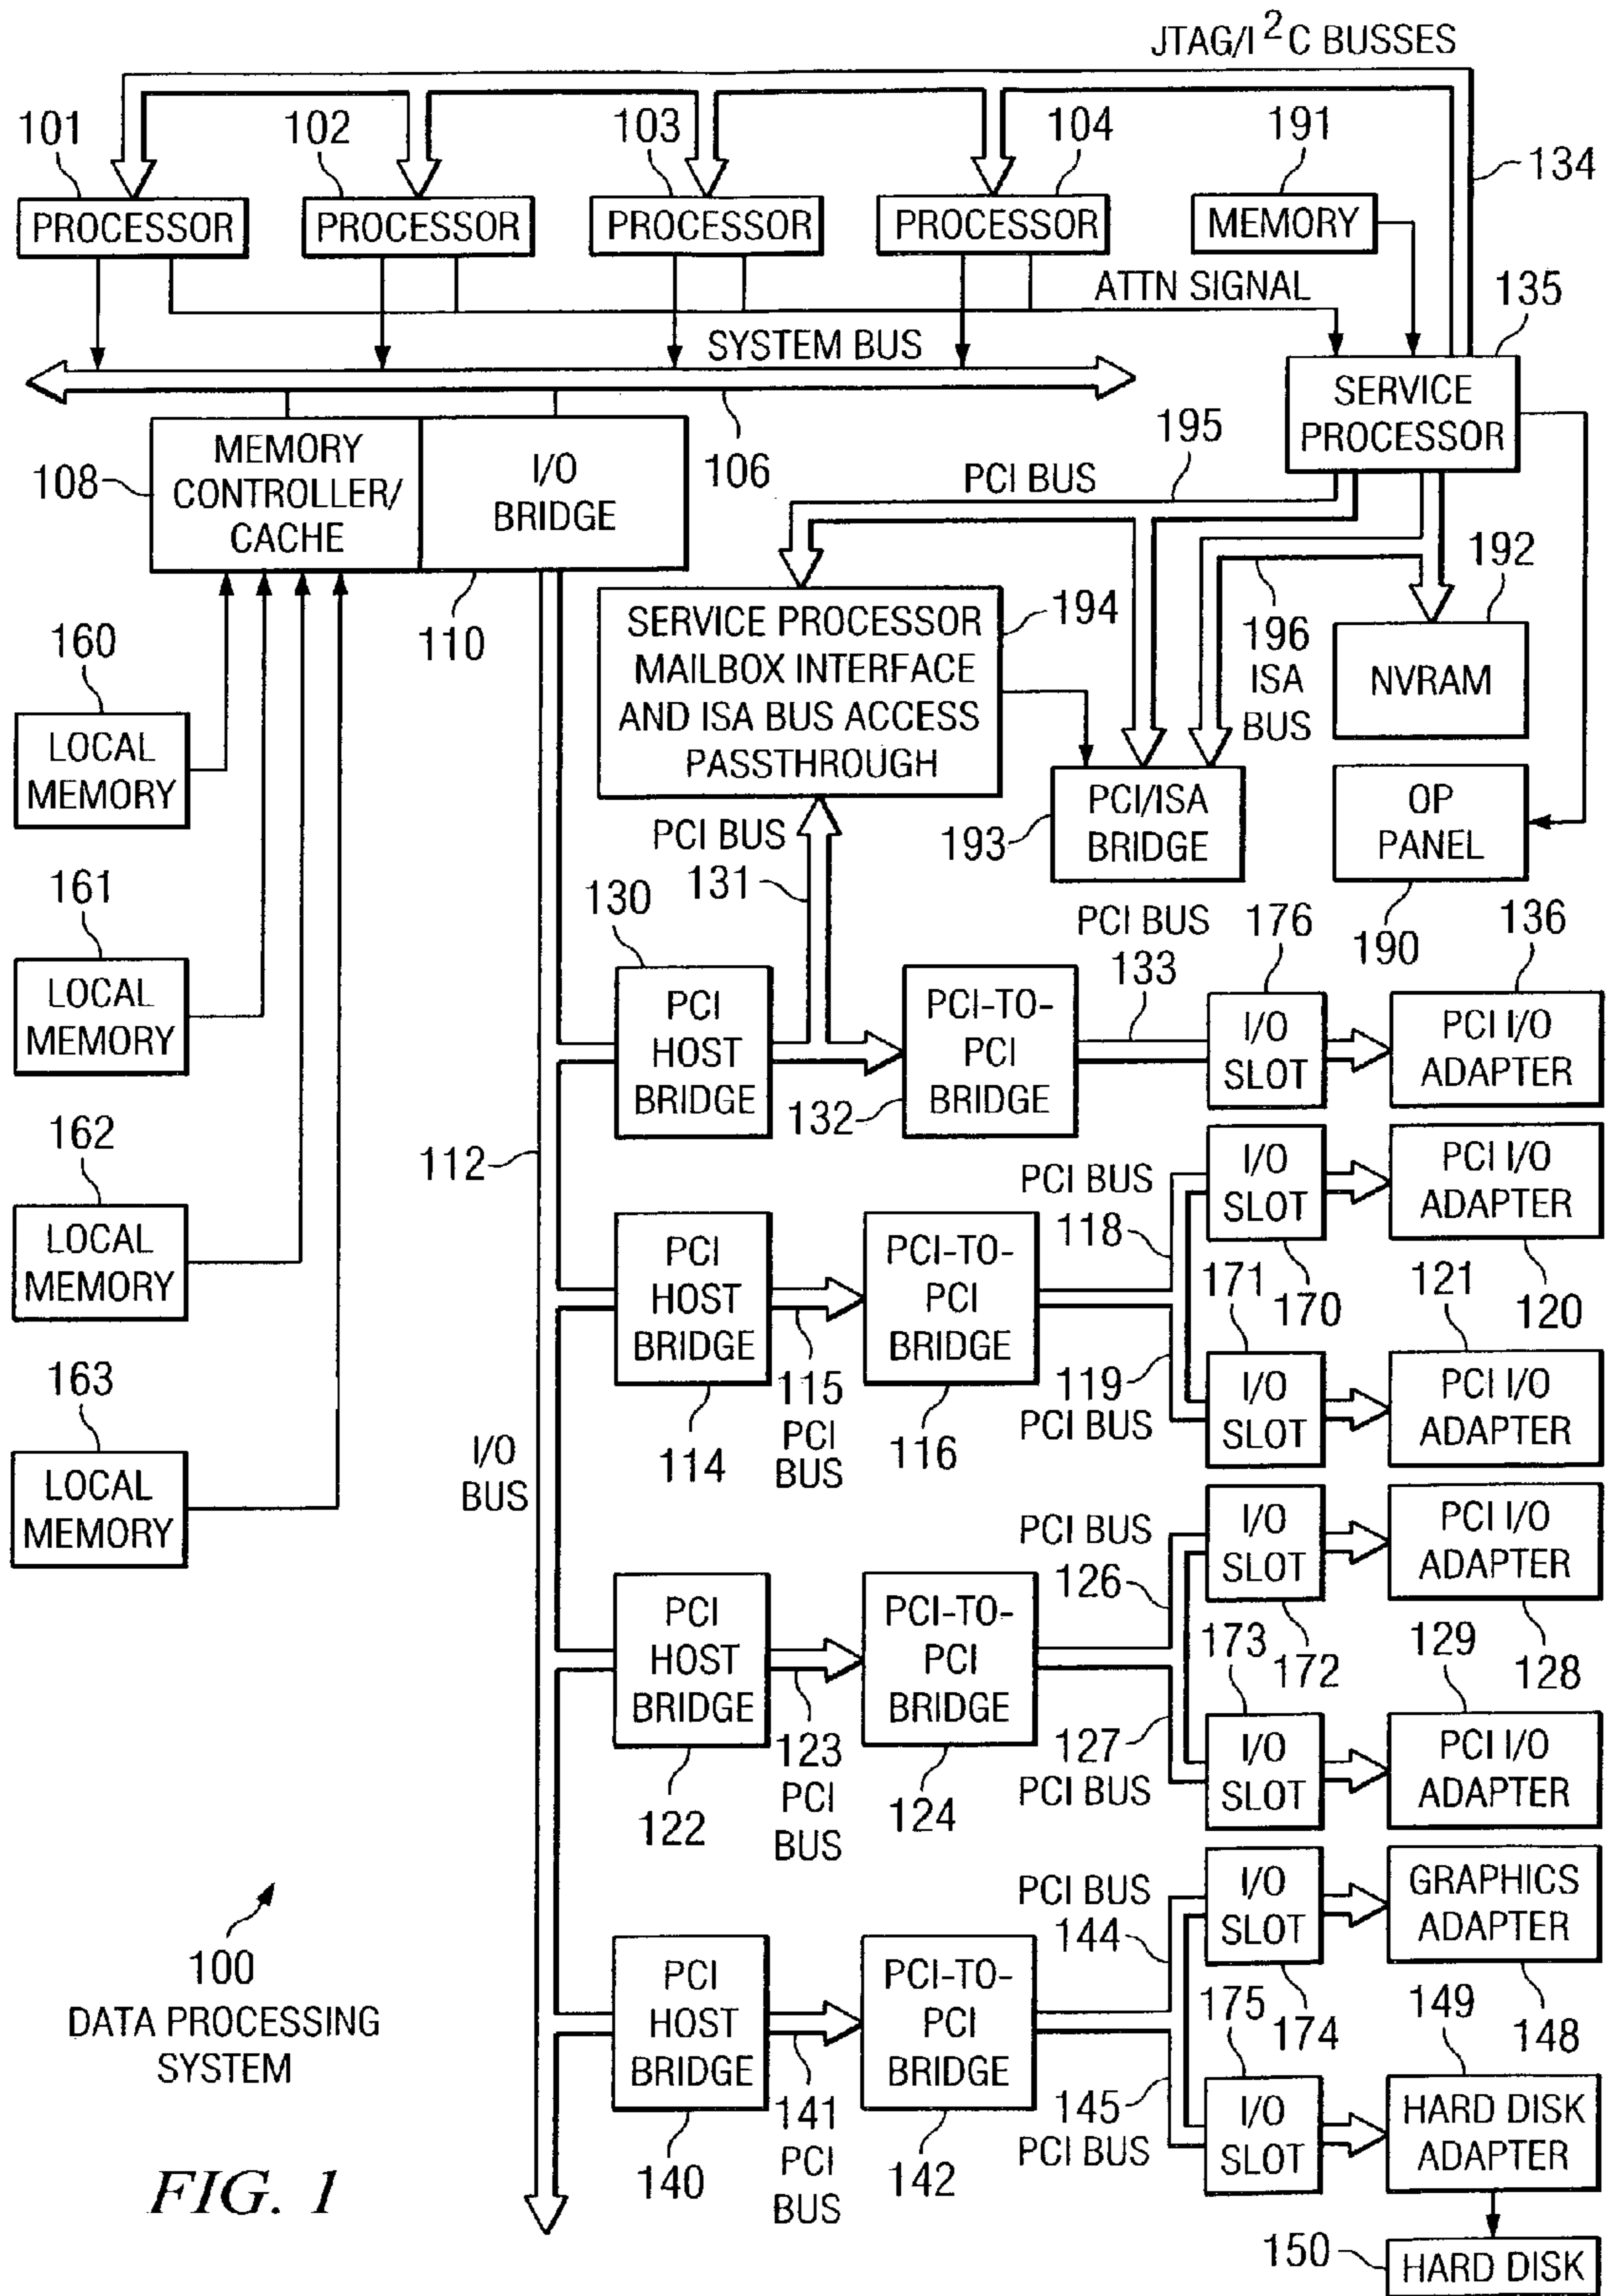 JTAG/I²C BUSSES
101
102
103
104
191
134
PROCESSOR
PROCESSOR
PROCESSOR
PROCESSOR
MEMORY
ATTN SIGNAL
135
SYSTEM BUS
SERVICE
PROCESSOR
108
MEMORY
CONTROLLER/
CACHE
I/O
BRIDGE
106
195
PCI BUS
110
192
194
SERVICE PROCESSOR
MAILBOX INTERFACE
AND ISA BUS ACCESS
PASSTHROUGH
196
ISA
BUS
NVRAM
160
LOCAL
MEMORY
PCI BUS
131
193
PCI/ISA
BRIDGE
OP
PANEL
190
161
LOCAL
MEMORY
130
PCI
HOST
BRIDGE
PCI-TO-
PCI
BRIDGE
132
PCI BUS
133
176
I/O
SLOT
136
PCI I/O
ADAPTER
162
LOCAL
MEMORY
112
PCI BUS
118
I/O
SLOT
170
PCI I/O
ADAPTER
120
PCI
HOST
BRIDGE
114
115
PCI
BUS
PCI-TO-
PCI
BRIDGE
116
119
PCI BUS
171
I/O
SLOT
121
PCI I/O
ADAPTER
163
LOCAL
MEMORY
I/O
BUS
PCI BUS
126
I/O
SLOT
172
PCI I/O
ADAPTER
128
PCI
HOST
BRIDGE
122
123
PCI
BUS
PCI-TO-
PCI
BRIDGE
124
127
PCI BUS
173
I/O
SLOT
129
PCI I/O
ADAPTER
PCI BUS
144
I/O
SLOT
174
GRAPHICS
ADAPTER
148
100
DATA PROCESSING
SYSTEM
PCI
HOST
BRIDGE
140
141
PCI
BUS
PCI-TO-
PCI
BRIDGE
142
145
PCI BUS
175
I/O
SLOT
149
HARD DISK
ADAPTER
150
HARD DISK
FIG. 1